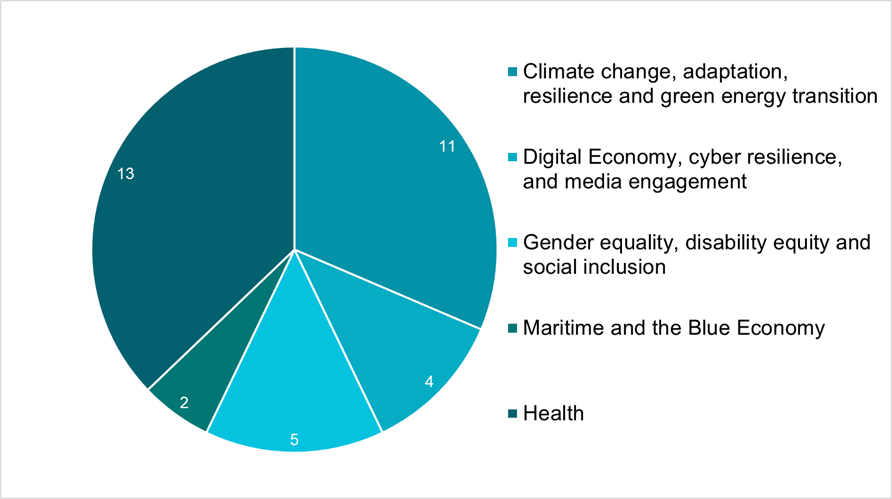 11
4
5
2
13
Climate change, adaptation,
resilience and green energy transition
Digital Economy, cyber resilience,
and media engagement
Gender equality, disability equity and
social inclusion
Maritime and the Blue Economy
Health